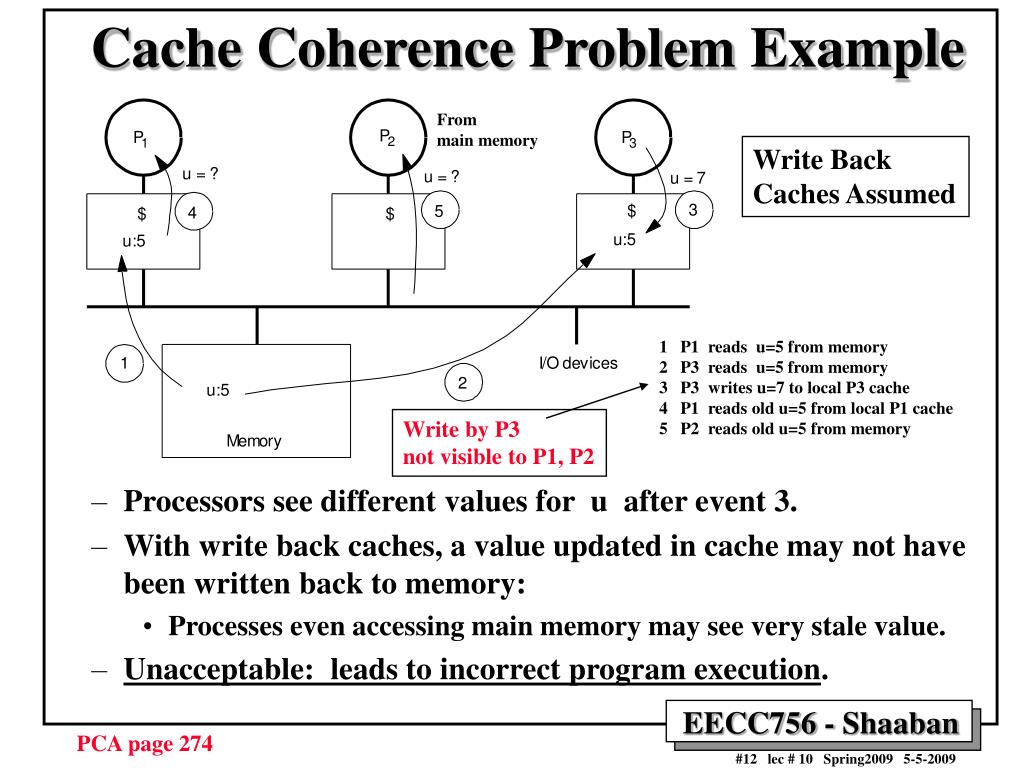 Cache Coherence Problem Example
P1
P2
From
main memory
P3
u = ?
u = ?
u = 7
Write Back
Caches Assumed
$
4
$
5
$
3
u:5
u:5
1
u:5
2
I/O devices
Memory
1 P1 reads u=5 from memory
2 P3 reads u=5 from memory
3 P3 writes u=7 to local P3 cache
4 P1 reads old u=5 from local P1 cache
5 P2 reads old u=5 from memory
Write by P3
not visible to P1, P2
– Processors see different values for u after event 3.
– With write back caches, a value updated in cache may not have
been written back to memory:
• Processes even accessing main memory may see very stale value.
– Unacceptable: leads to incorrect program execution.
EECC756 - Shaaban
PCA page 274
#12 lec # 10 Spring2009 5-5-2009